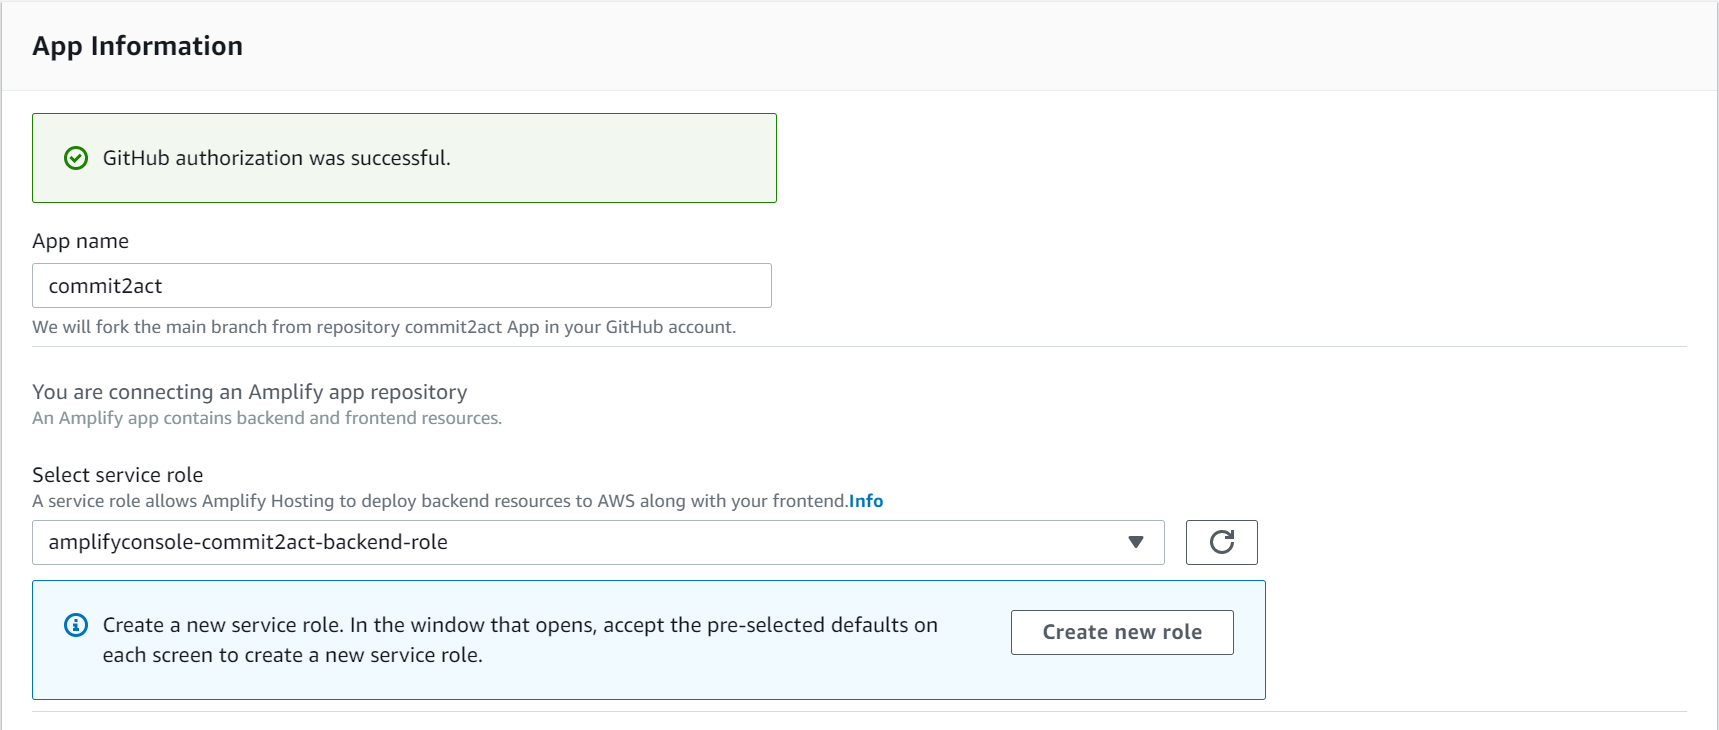 App Information
GitHub authorization was successful.
App name
commit2act
We will fork the main branch from repository commit2act App in your GitHub account.
You are connecting an Amplify app repository
An Amplify app contains backend and frontend resources.
Select service role
A service role allows Amplify Hosting to deploy backend resources to AWS along with your frontend.Info
amplifyconsole-commit2act-backend-role
Create a new service role. In the window that opens, accept the pre-selected defaults on
each screen to create a new service role.
Create new role